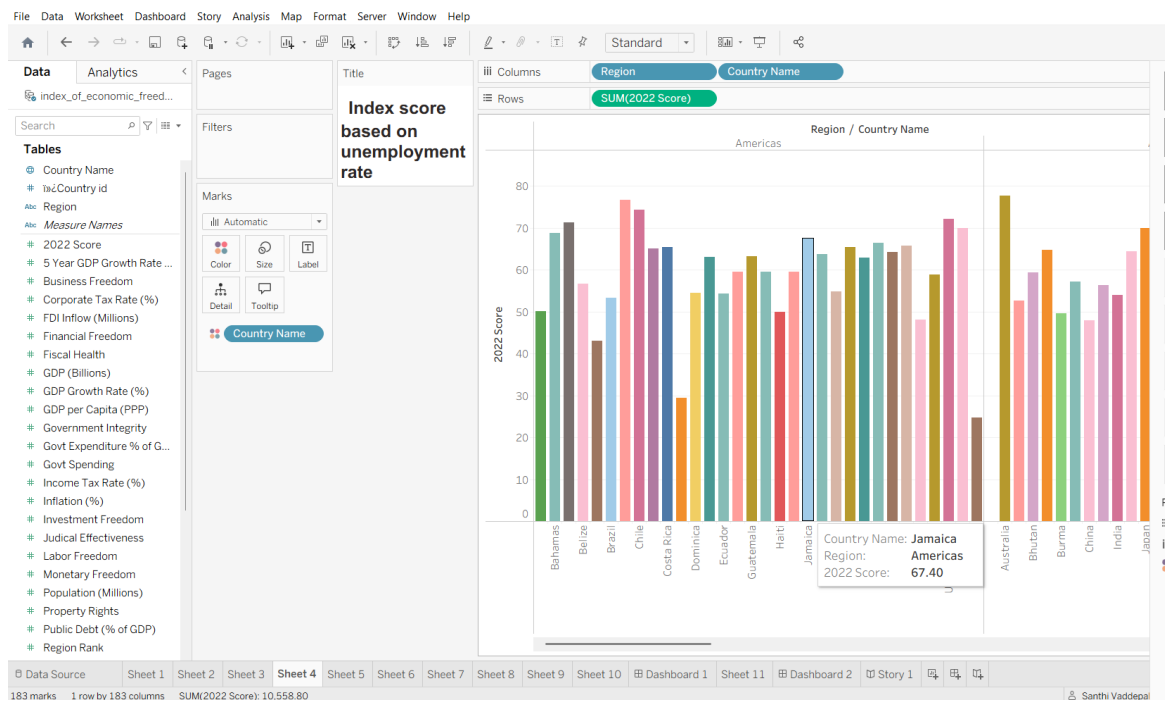 File Data Worksheet Dashboard Story Analysis Map Format Server Window Help
Standard
Data Analytics
index_of_economic_freed...
Search
Tables
Country Name
ï»¿Country id
Abc Region
Abc Measure Names
# 2022 Score
# 5 Year GDP Growth Rate ...
# Business Freedom
# Corporate Tax Rate (%)
# FDI Inflow (Millions)
# Financial Freedom
# Fiscal Health
# GDP (Billions)
# GDP Growth Rate (%)
# GDP per Capita (PPP)
# Government Integrity
# Govt Expenditure % of G...
# Govt Spending
# Income Tax Rate (%)
# Inflation (%)
# Investment Freedom
# Judical Effectiveness
# Labor Freedom
# Monetary Freedom
# Population (Millions)
# Property Rights
# Public Debt (% of GDP)
# Region Rank
Pages
Filters
Marks
Automatic
Color Size Label
Detail Tooltip
Country Name
Title
Index score
based on
unemployment
rate
Columns Region Country Name
Rows SUM(2022 Score)
Region / Country Name
Americas
80
70
60
50
40
30
20
10
0
2022 Score
Bahamas
Belize
Brazil
Chile
Costa Rica
Dominica
Ecuador
Guatemala
Haiti
Jamaica
Australia
Bhutan
Burma
China
India
Japan
Country Name: Jamaica
Region: Americas
2022 Score: 67.40
Data Source Sheet 1 Sheet 2 Sheet 3 Sheet 4 Sheet 5 Sheet 6 Sheet 7 Sheet 8 Sheet 9 Sheet 10 Dashboard 1 Sheet 11 Dashboard 2 Story 1
183 marks 1 row by 183 columns SUM(2022 Score): 10,558.80
Santhi Vaddepal